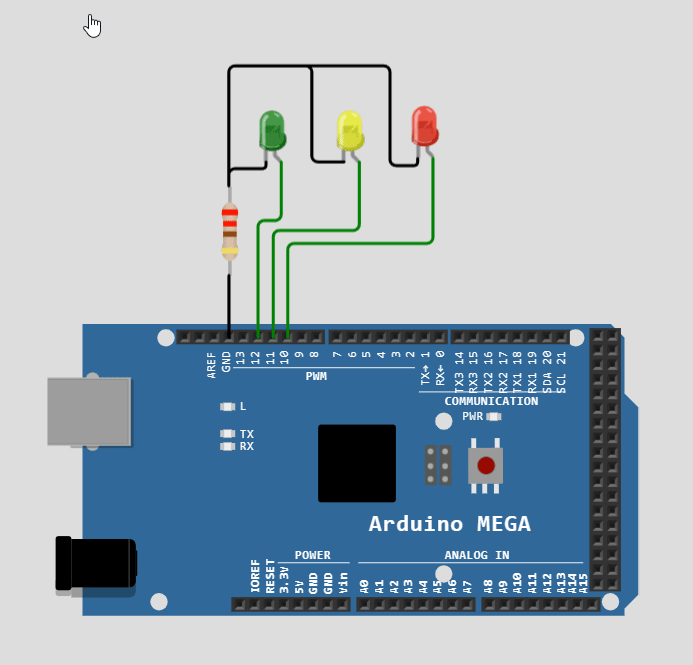 AREF
GND
13
12
11
10
9
8
7
6
5
4
3
2
TX→ 1
RX← 0
TX3 14
RX3 15
TX2 16
RX2 17
TX1 18
RX1 19
SDA 20
SCL 21
PWM
COMMUNICATION
L
PWR
TX
RX
Arduino MEGA
POWER
ANALOG IN
IOREF
RESET
3.3V
5V
GND
GND
Vin
A0
A1
A2
A3
A4
A5
A6
A7
A8
A9
A10
A11
A12
A13
A14
A15